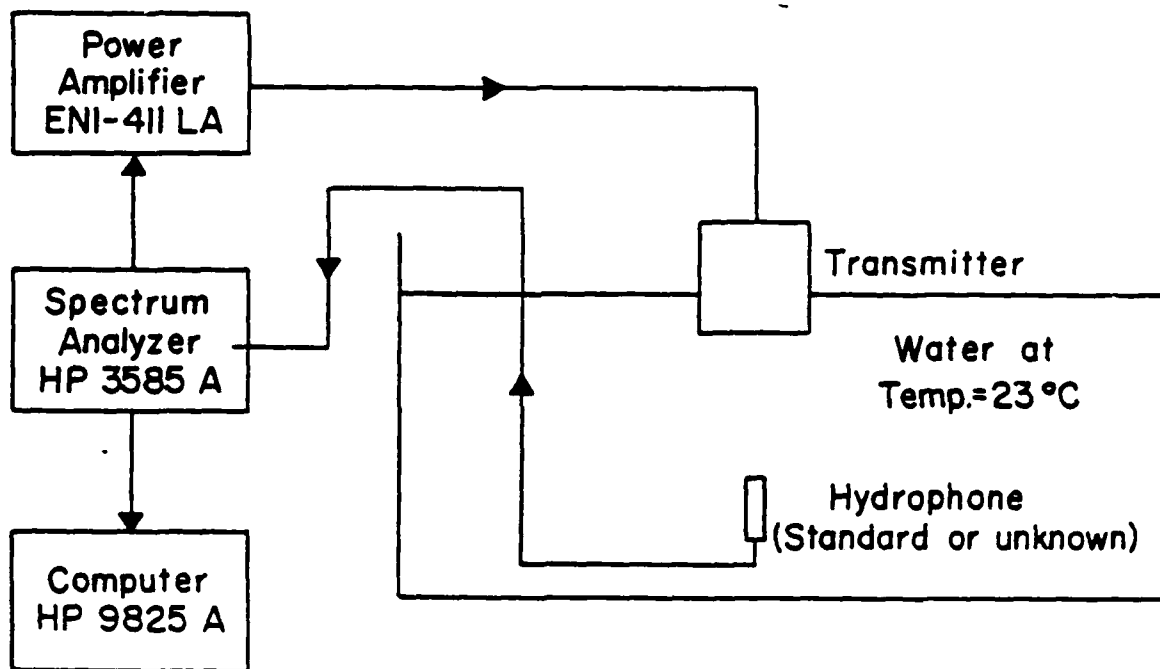 Power
Amplifier
ENI-411 LA
Transmitter
Spectrum
Analyzer
HP 3585 A
Water at
Temp.=23°C
Hydrophone
(Standard or unknown)
Computer
HP 9825 A